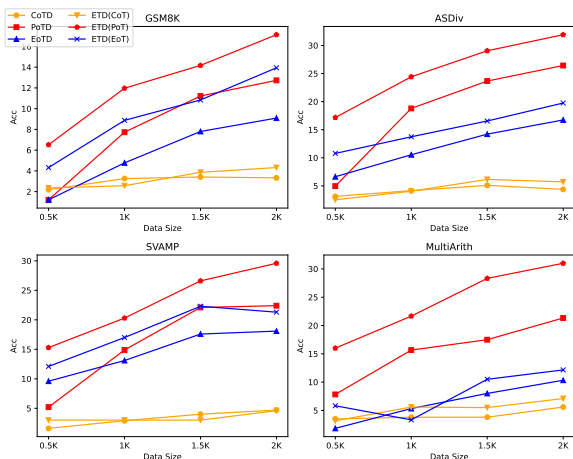 CoTD ETD(CoT)
PoTD ETD(PoT)
EoTD ETD(EoT)
GSM8K
16
14
12
10
8
6
4
2
Acc
0.5K 1K 1.5K 2K
Data Size
ASDiv
30
25
20
15
10
5
Acc
0.5K 1K 1.5K 2K
Data Size
SVAMP
30
25
20
15
10
5
Acc
0.5K 1K 1.5K 2K
Data Size
MultiArith
30
25
20
15
10
5
Acc
0.5K 1K 1.5K 2K
Data Size